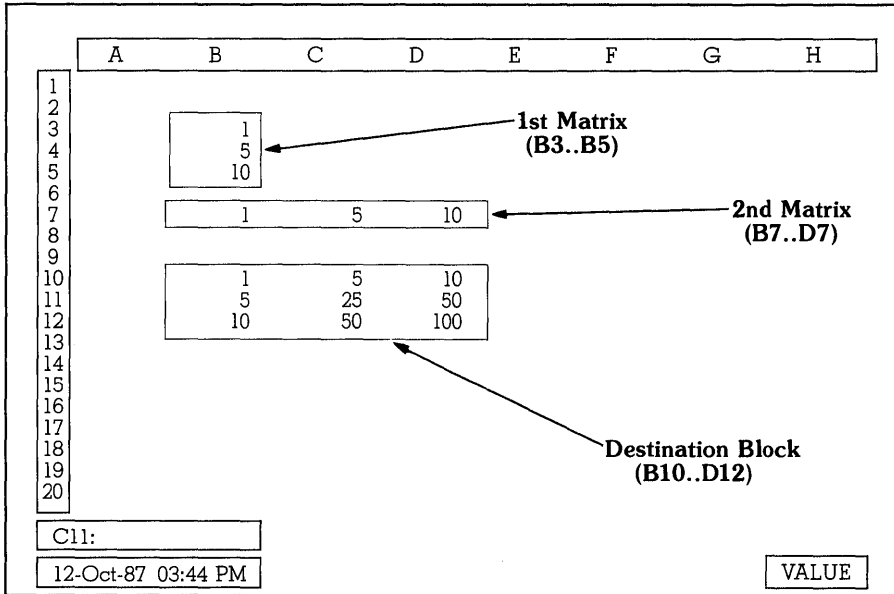 A B C D E F G H
1
2
3 1 1st Matrix
4 5 (B3..B5)
5 10
6
7 1 5 10 2nd Matrix
8 (B7..D7)
9
10 1 5 10
11 5 25 50
12 10 50 100
13
14
15
16
17
18 Destination Block
19 (B10..D12)
20
C11:
12-Oct-87 03:44 PM VALUE